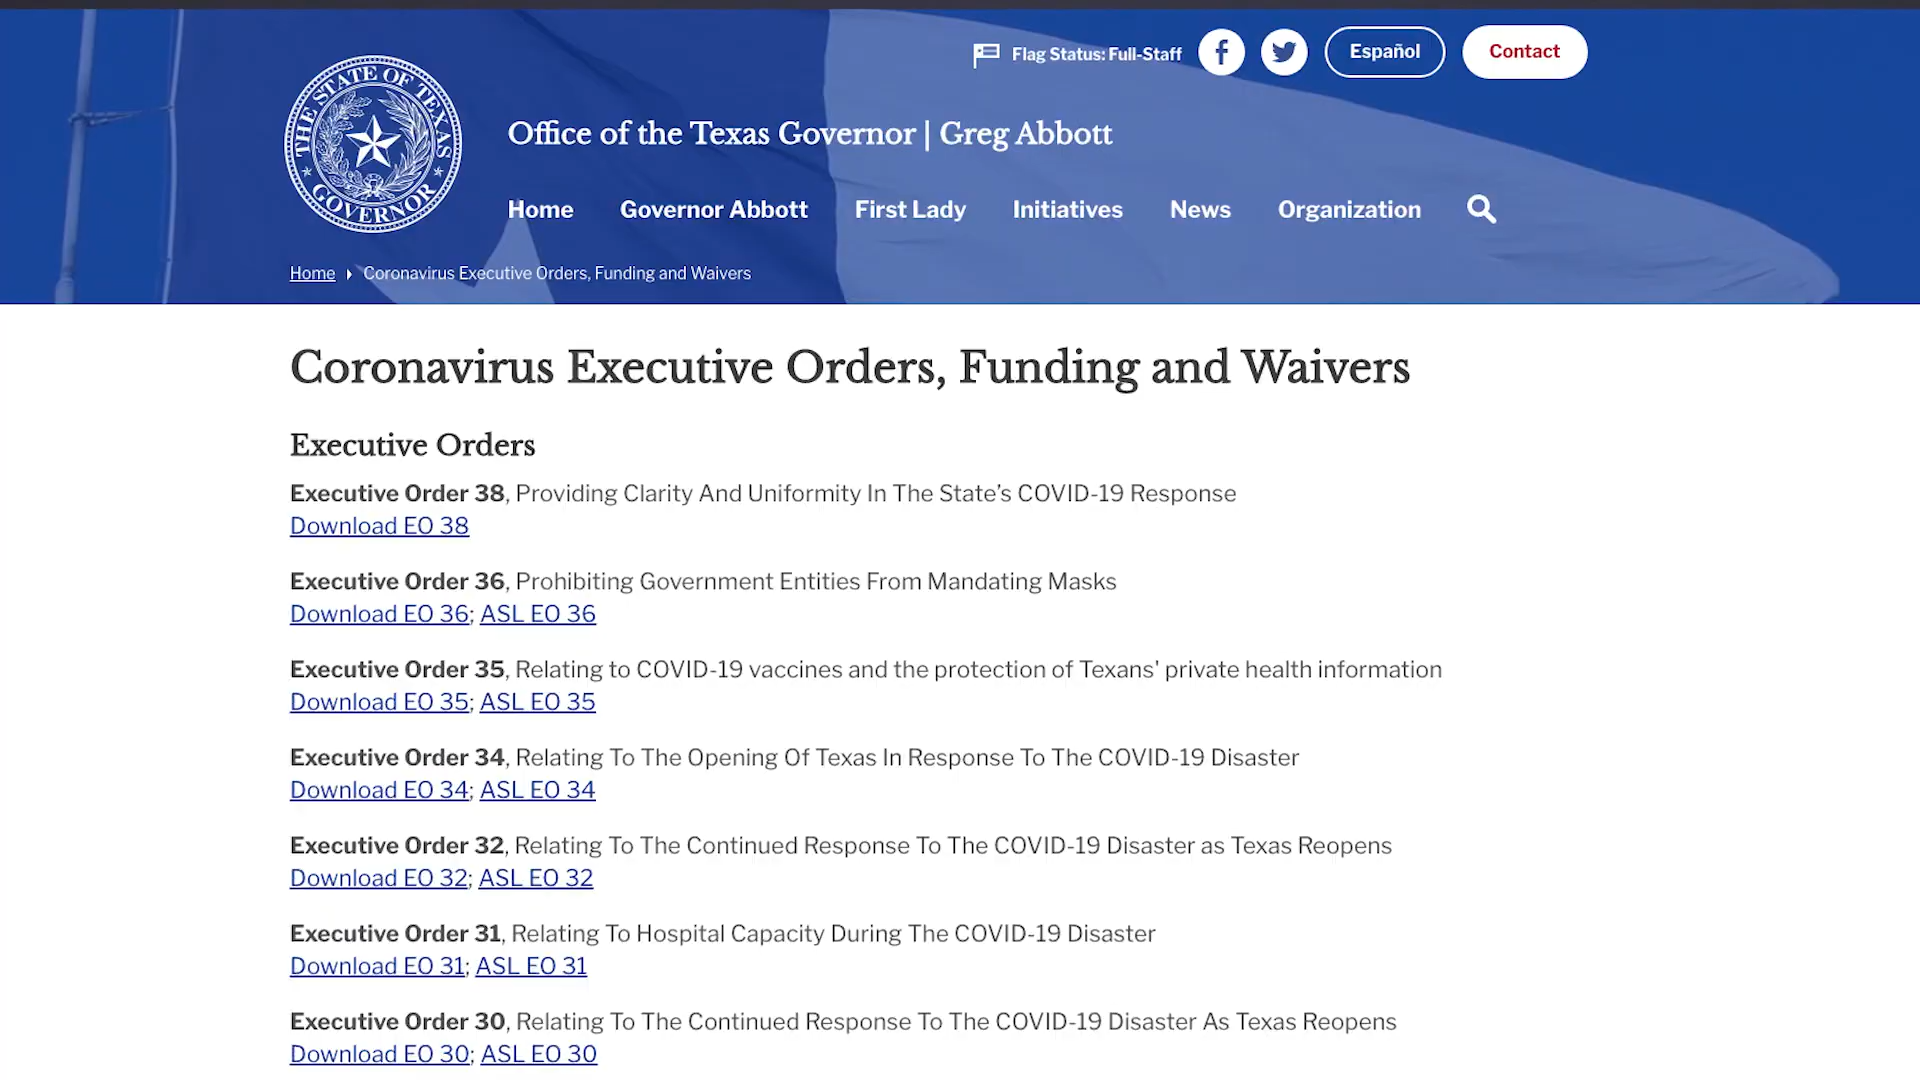 Flag Status: Full-Staff
Español
Contact
THE STATE OF TEXAS
GOVERNOR
Office of the Texas Governor | Greg Abbott
Home Governor Abbott First Lady Initiatives News Organization
Home Coronavirus Executive Orders, Funding and Waivers
Coronavirus Executive Orders, Funding and Waivers
Executive Orders
Executive Order 38, Providing Clarity And Uniformity In The State’s COVID-19 Response
Download EO 38
Executive Order 36, Prohibiting Government Entities From Mandating Masks
Download EO 36; ASL EO 36
Executive Order 35, Relating to COVID-19 vaccines and the protection of Texans' private health information
Download EO 35; ASL EO 35
Executive Order 34, Relating To The Opening Of Texas In Response To The COVID-19 Disaster
Download EO 34; ASL EO 34
Executive Order 32, Relating To The Continued Response To The COVID-19 Disaster as Texas Reopens
Download EO 32; ASL EO 32
Executive Order 31, Relating To Hospital Capacity During The COVID-19 Disaster
Download EO 31; ASL EO 31
Executive Order 30, Relating To The Continued Response To The COVID-19 Disaster As Texas Reopens
Download EO 30; ASL EO 30